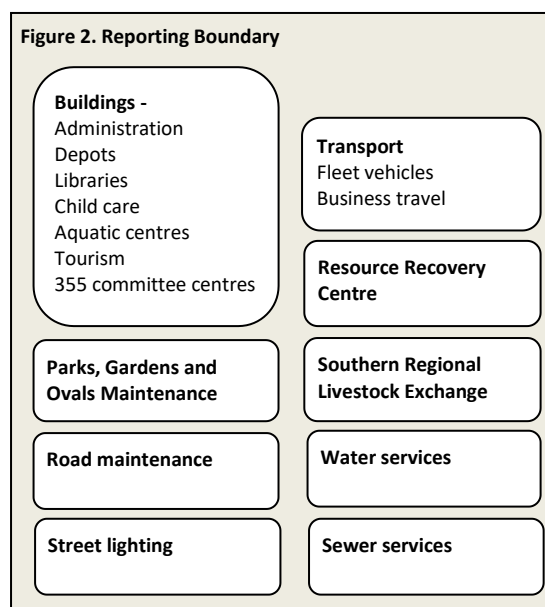 Figure 2. Reporting Boundary
Buildings -
Administration
Depots
Libraries
Child care
Aquatic centres
Tourism
355 committee centres
Parks, Gardens and
Ovals Maintenance
Road maintenance
Street lighting
Transport
Fleet vehicles
Business travel
Resource Recovery
Centre
Southern Regional
Livestock Exchange
Water services
Sewer services